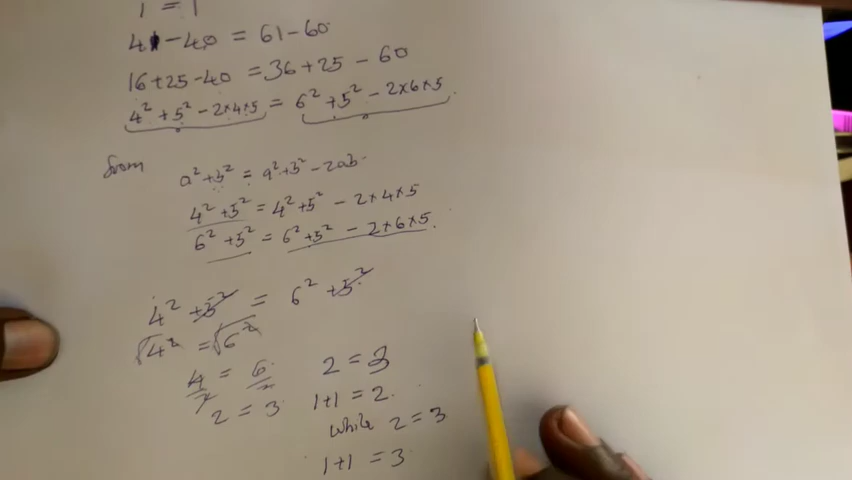 1 = 1
41-40 = 61-60
16+25-40 = 36+25-60
4²+5²-2×4×5 = 6²+5²-2×6×5
from
a²+b² = a²+b²-2ab
4²+5² = 4²+5²-2×4×5
6²+5² = 6²+5²-2×6×5.
4²+5² = 6²+5²
√4² = √6²
4 = 6
2 = 3
2 = 3
1+1 = 2.
while 2 = 3
1+1 = 3